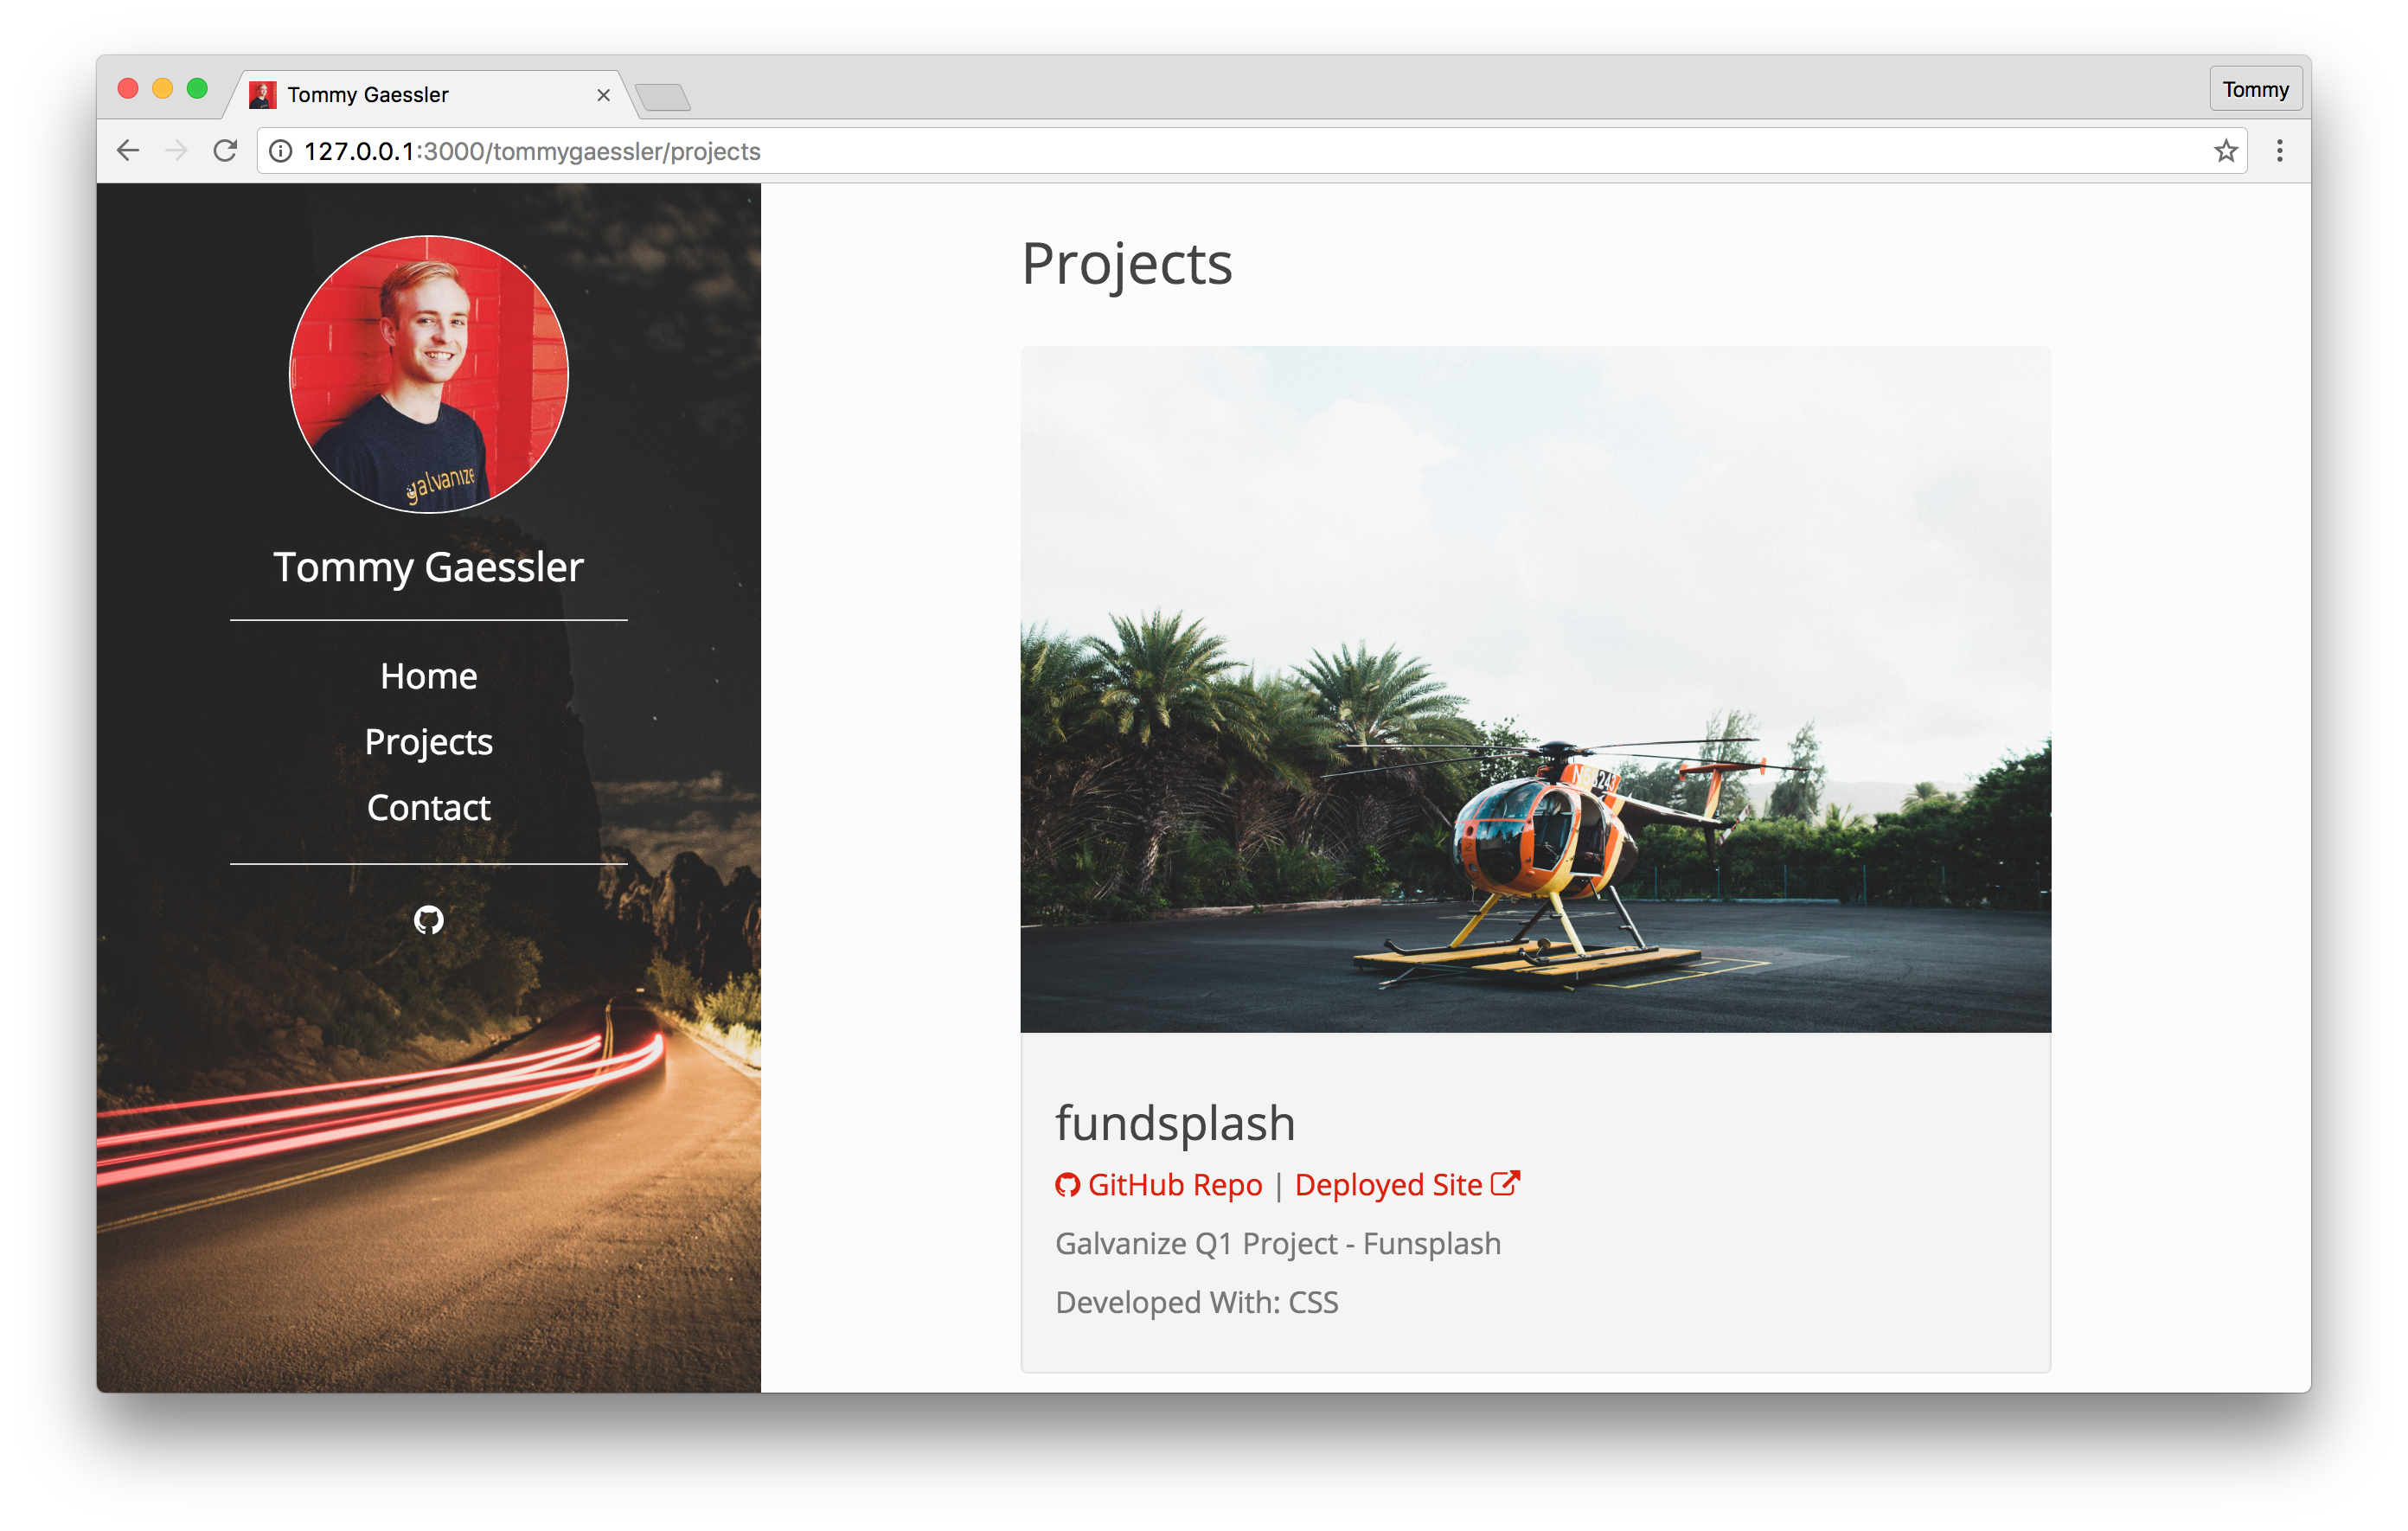 Tommy Gaessler
Tommy
127.0.0.1:3000/tommygaessler/projects
galvanize
Tommy Gaessler
Home
Projects
Contact
Projects
fundsplash
GitHub Repo | Deployed Site
Galvanize Q1 Project - Funsplash
Developed With: CSS